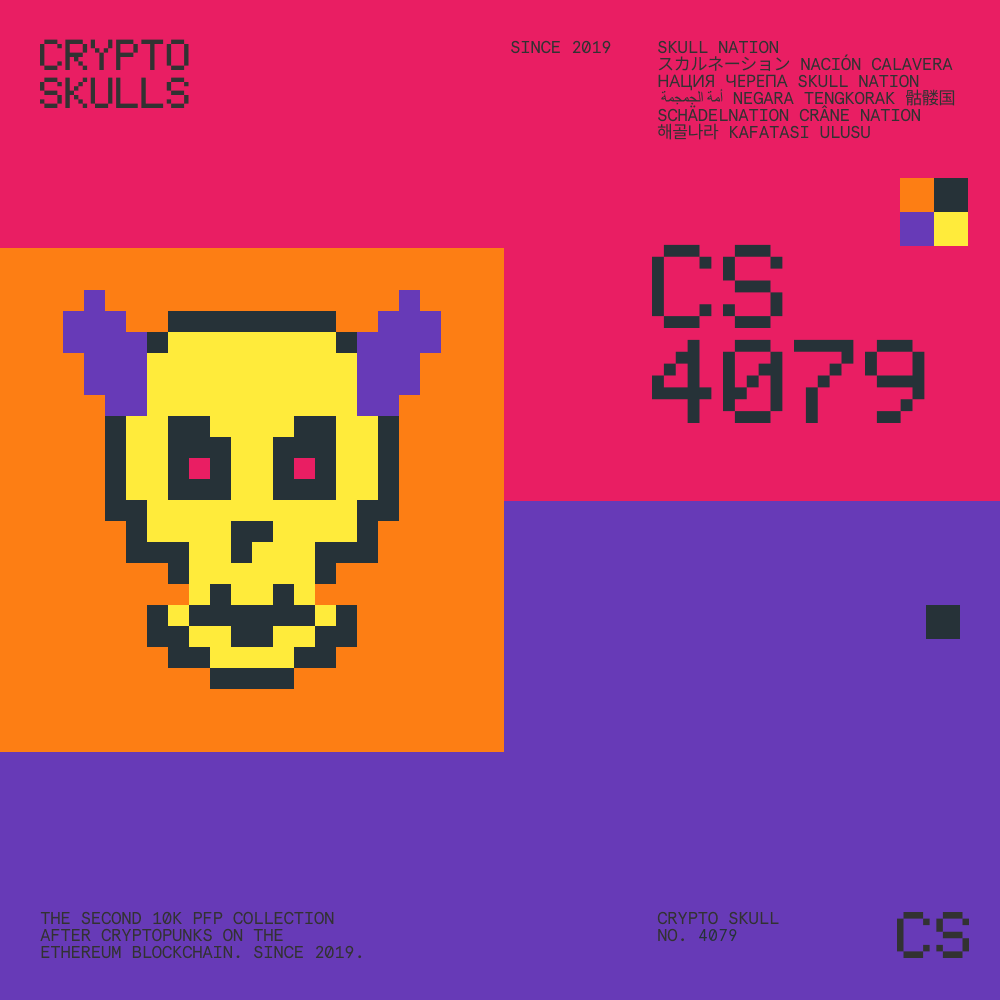 CRYPTO
SKULLS
SINCE 2019
SKULL NATION
スカルネーション NACIÓN CALAVERA
НАЦИЯ ЧЕРЕПА SKULL NATION
أمة الجمجمة NEGARA TENGKORAK 骷髅国
SCHÄDELNATION CRÂNE NATION
해골나라 KAFATASI ULUSU
CS
4079
THE SECOND 10K PFP COLLECTION
AFTER CRYPTOPUNKS ON THE
ETHEREUM BLOCKCHAIN. SINCE 2019.
CRYPTO SKULL
NO. 4079
CS